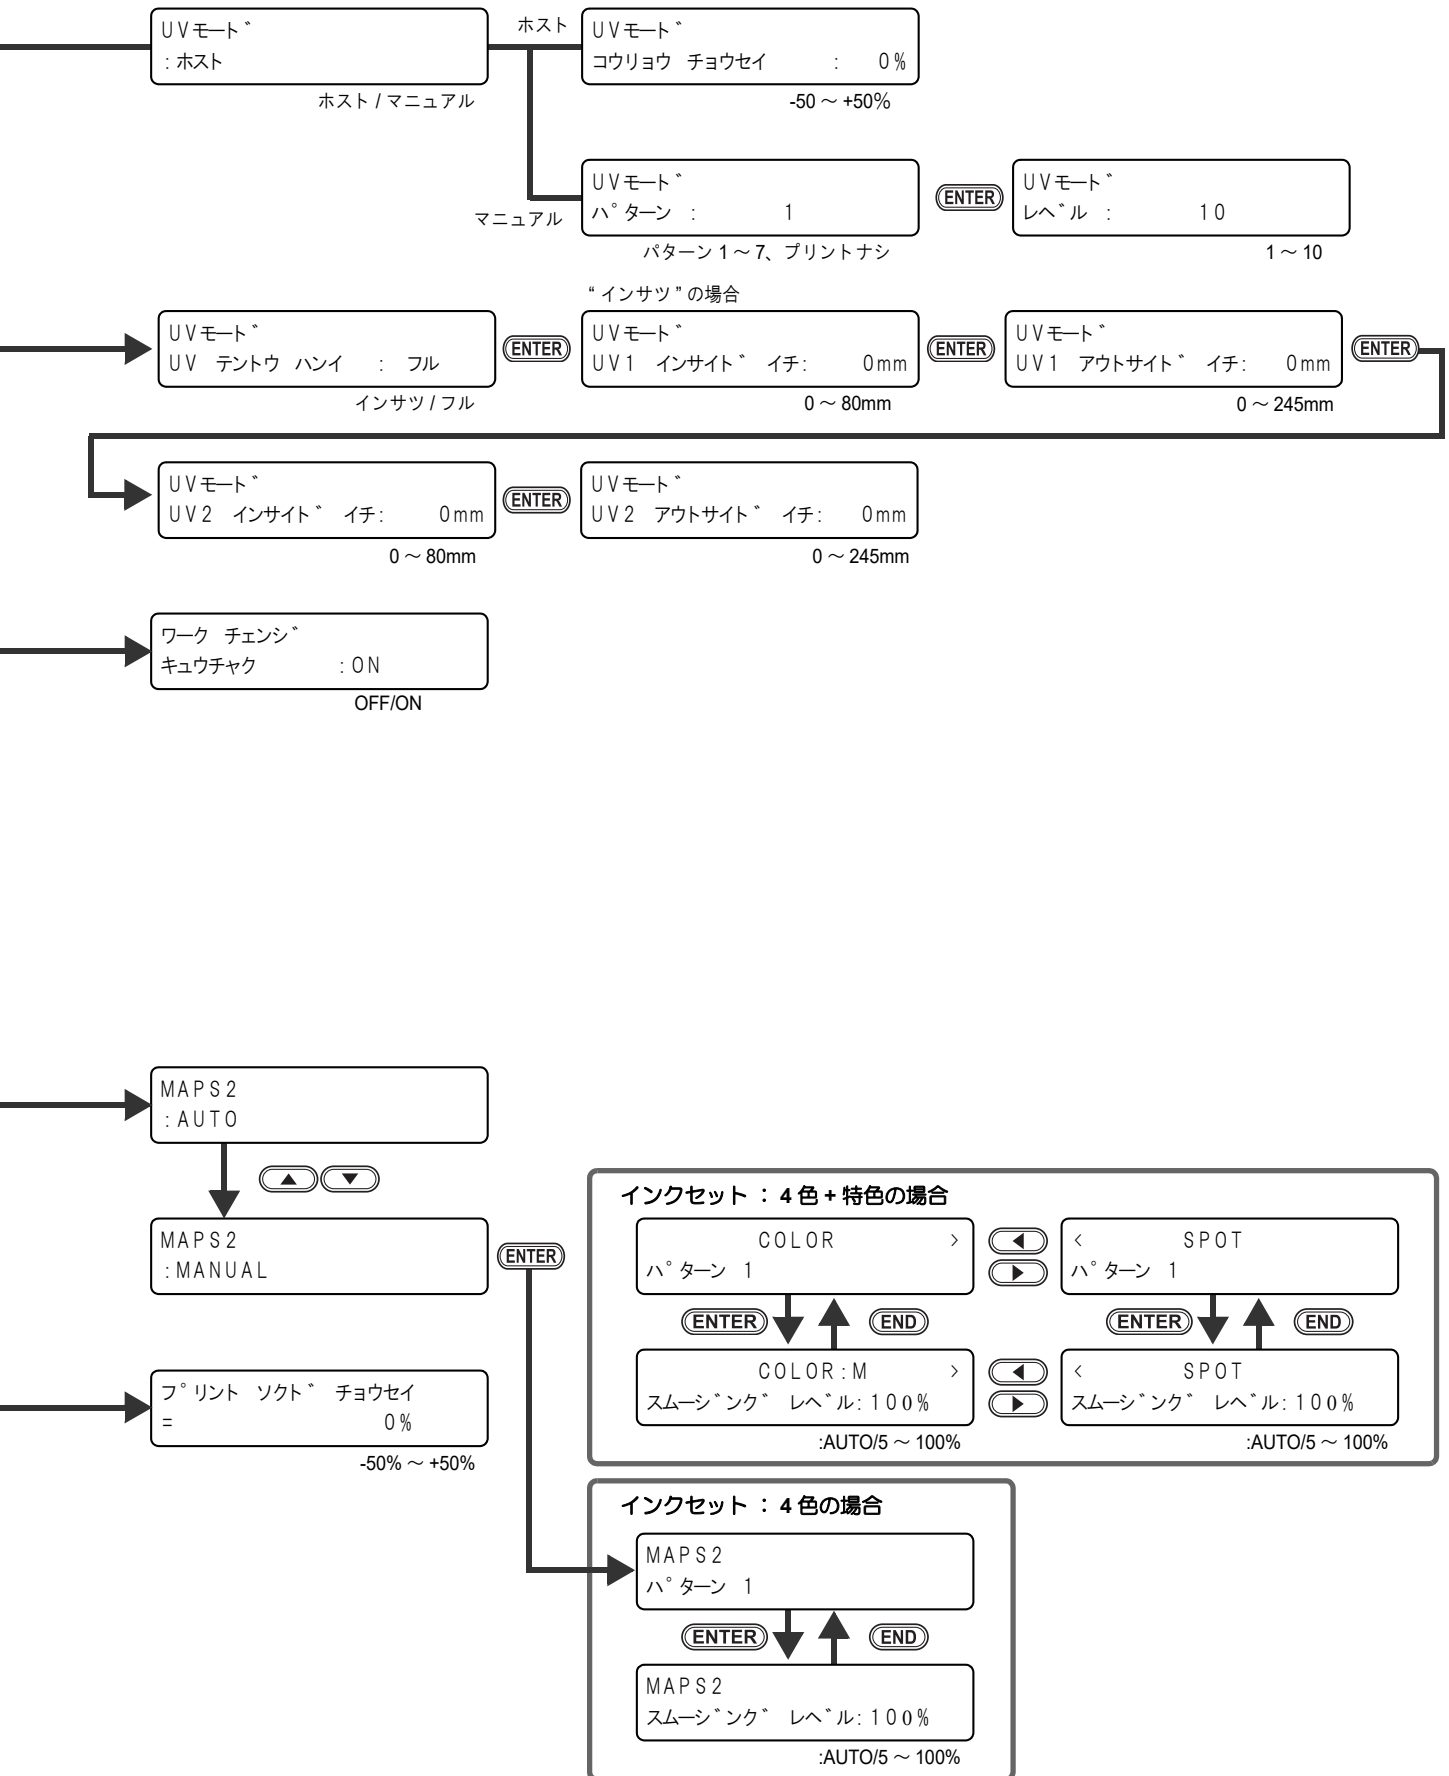 UVモード
:ホスト
ホスト / マニュアル
ホスト
UVモード
コウリョウ チョウセイ : 0%
-50 ～ +50%
マニュアル
UVモード
パターン : 1
パターン 1 ～ 7、プリントナシ
ENTER
UVモード
レベル : 10
1 ～ 10
UVモード
UV テントウ ハンイ : フル
インサツ / フル
ENTER
“ インサツ ” の場合
UVモード
UV1 インサイド イチ: 0mm
0 ～ 80mm
ENTER
UVモード
UV1 アウトサイド イチ: 0mm
0 ～ 245mm
ENTER
UVモード
UV2 インサイド イチ: 0mm
0 ～ 80mm
ENTER
UVモード
UV2 アウトサイド イチ: 0mm
0 ～ 245mm
ワーク チェンジ
キュウチャク :ON
OFF/ON
MAPS2
:AUTO
MAPS2
:MANUAL
ENTER
プリント ソクド チョウセイ
= 0%
-50% ～ +50%
インクセット : 4 色 + 特色の場合
COLOR >
パターン 1
< SPOT
パターン 1
ENTER END
ENTER END
COLOR:M >
スムージング レベル:100%
:AUTO/5 ～ 100%
< SPOT
スムージング レベル:100%
:AUTO/5 ～ 100%
インクセット : 4 色の場合
MAPS2
パターン 1
ENTER END
MAPS2
スムージング レベル:100%
:AUTO/5 ～ 100%